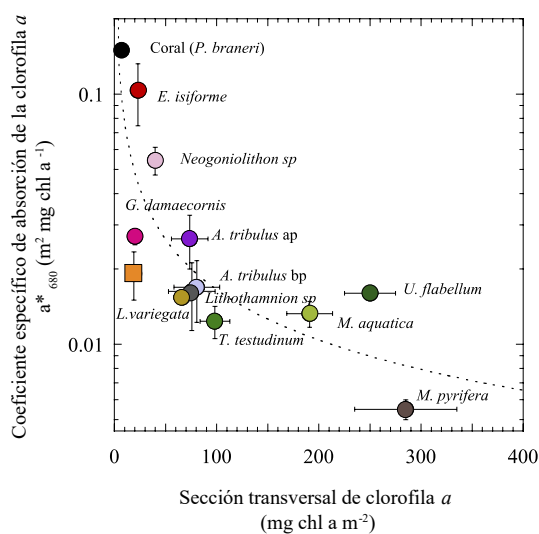 Coeficiente específico de absorción de la clorofila a
a* 680 (m2 mg chl a -1)
0.1
0.01
Coral (P. braneri)
E. isiforme
Neogoniolithon sp
G. damaecornis
A. tribulus ap
A. tribulus bp
Lithothamnion sp
U. flabellum
L.variegata
M. aquatica
T. testudinum
M. pyrifera
0 100 200 300 400
Sección transversal de clorofila a
(mg chl a m-2)